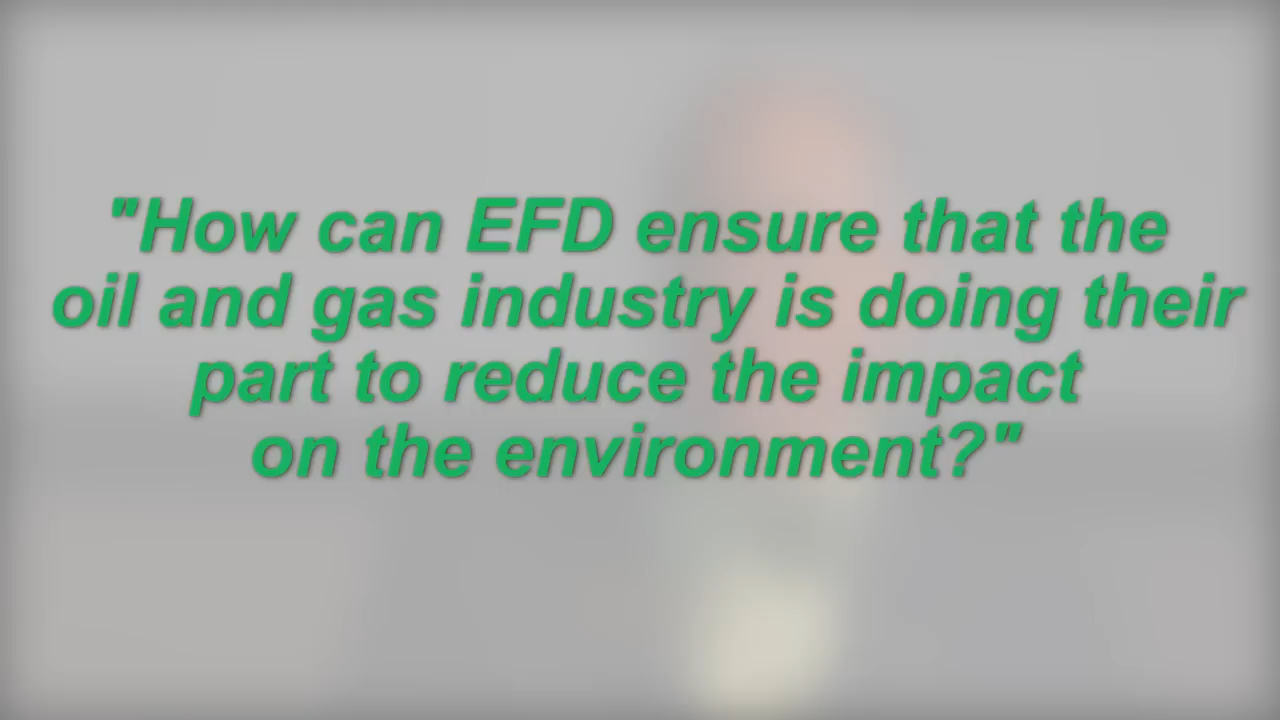 "How can EFD ensure that the
oil and gas industry is doing their
part to reduce the impact
on the environment?"